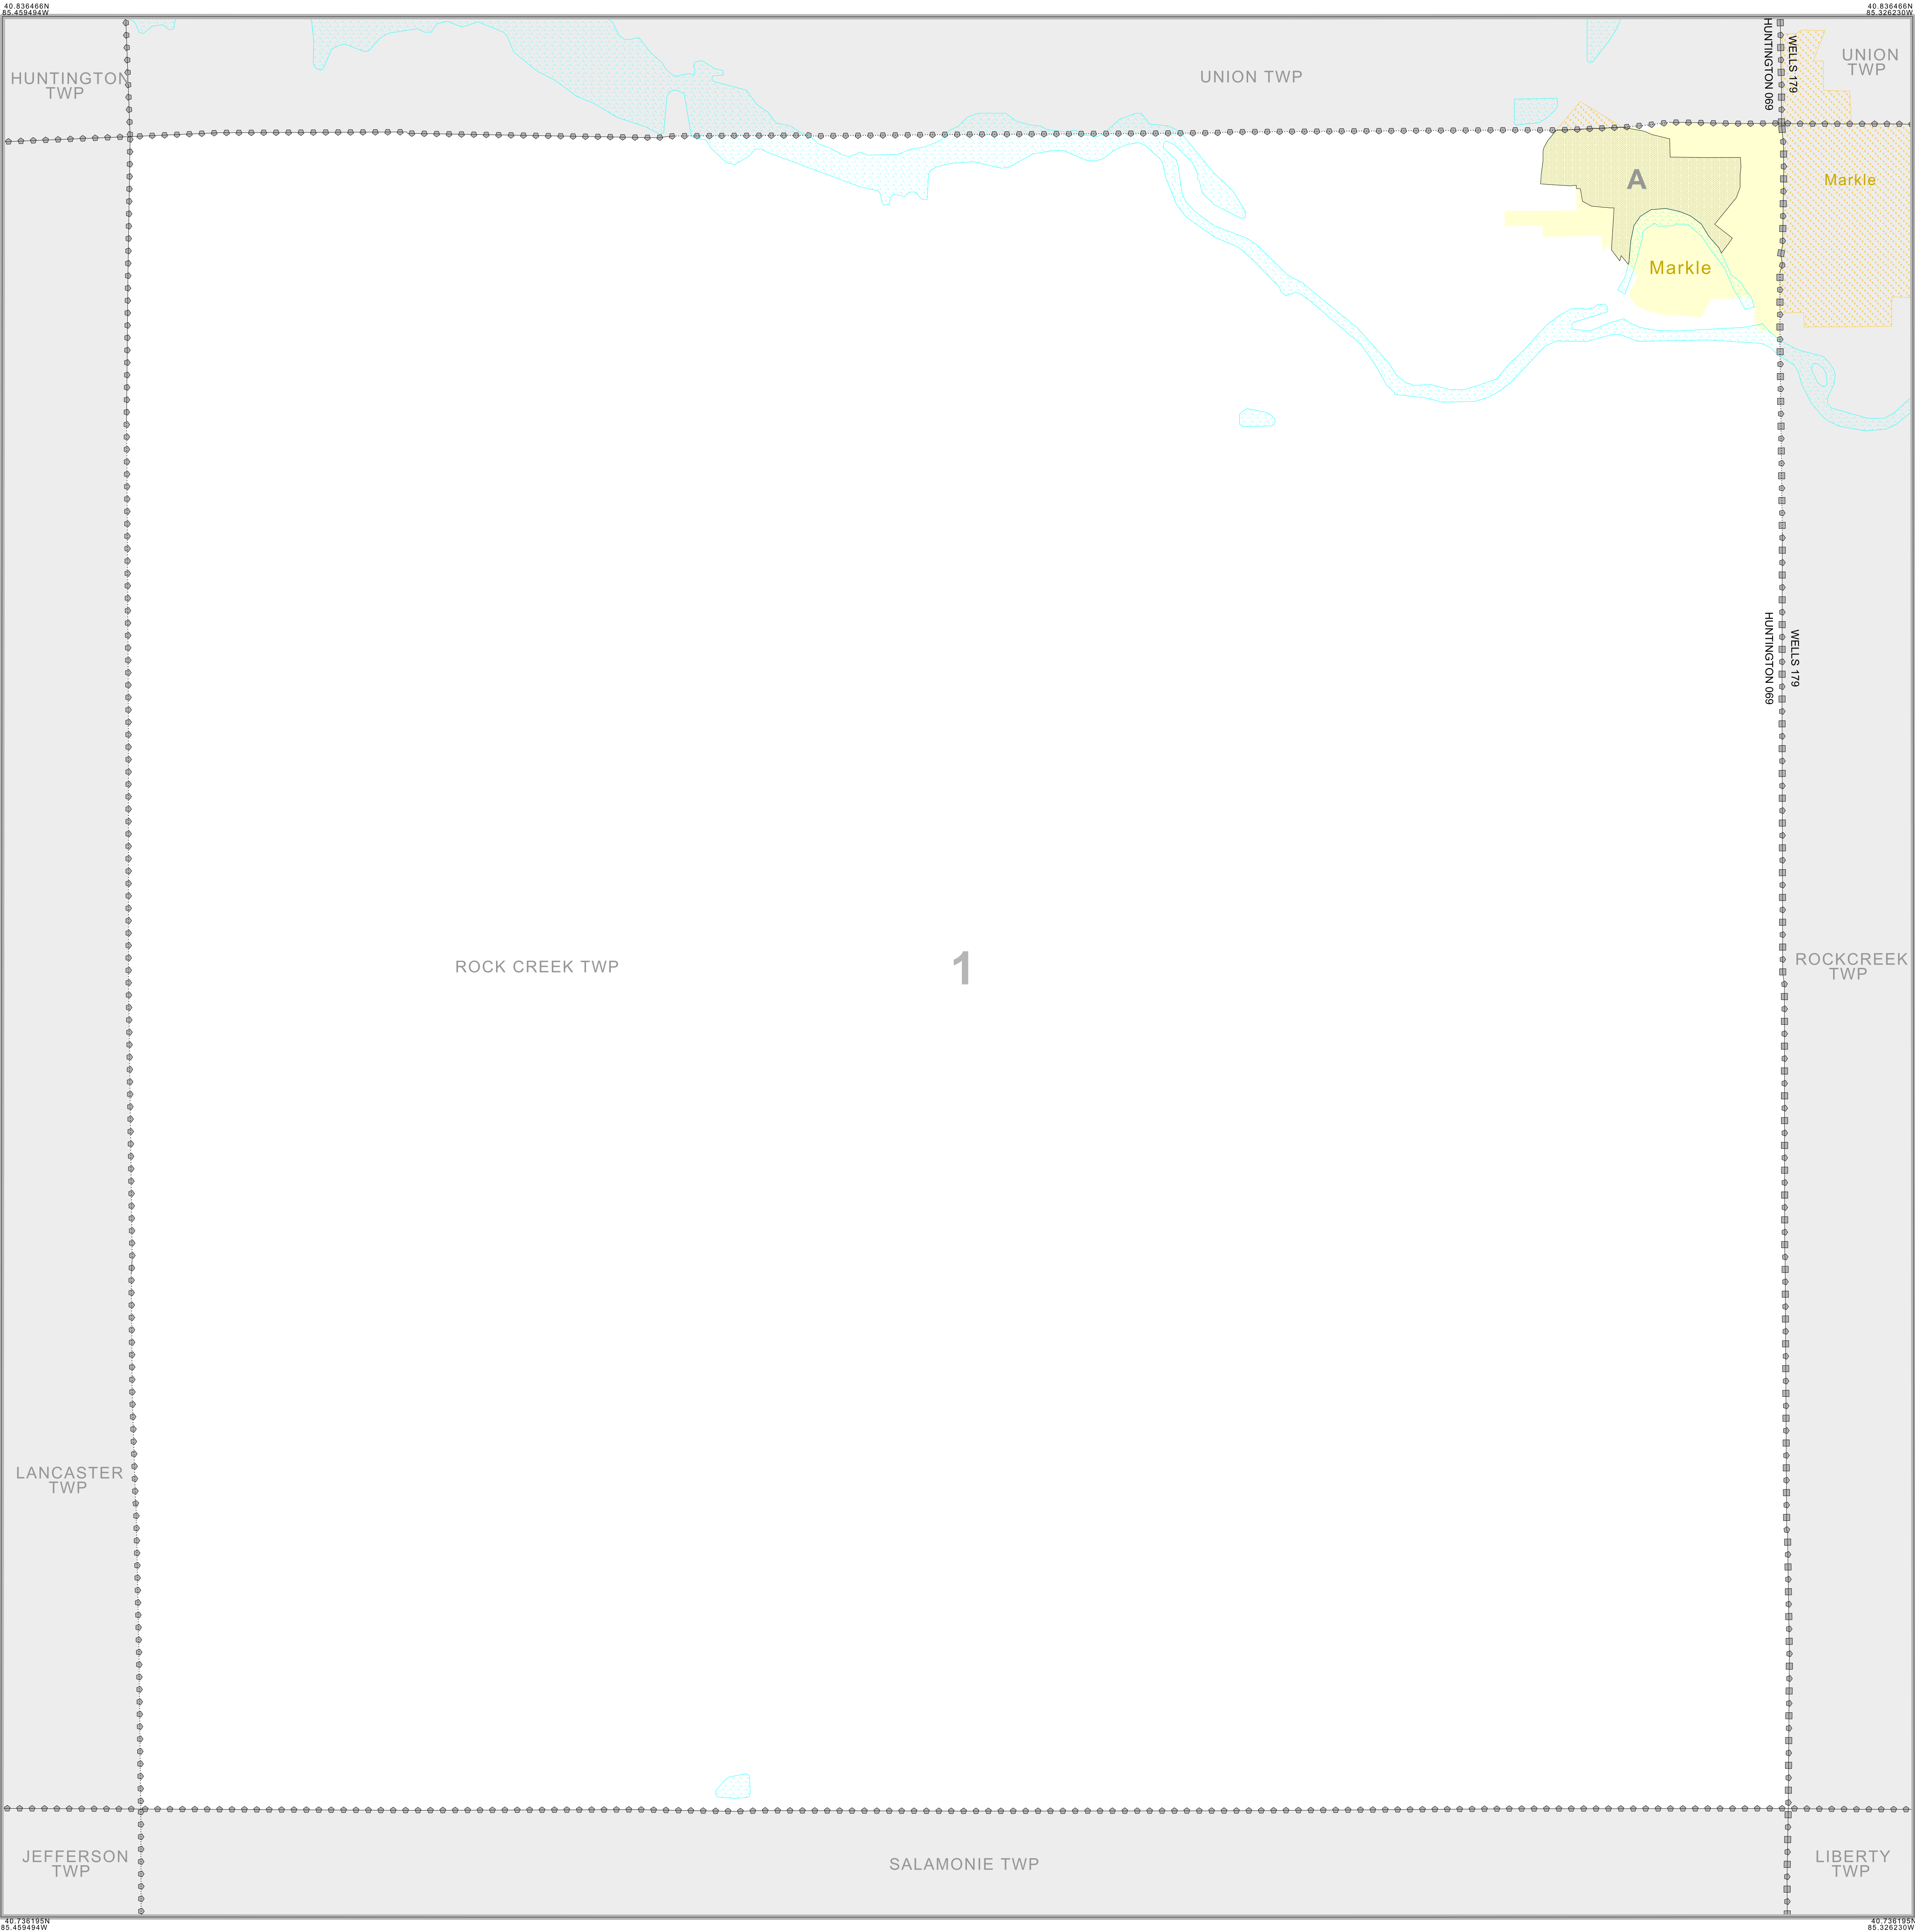 40.836466N
85.459494W
40.836466N
85.326230W
HUNTINGTON
TWP
UNION TWP
HUNTINGTON 069
WELLS 179
UNION
TWP
A
Markle
Markle
HUNTINGTON 069
WELLS 179
ROCK CREEK TWP
1
ROCKCREEK
TWP
LANCASTER
TWP
JEFFERSON
TWP
SALAMONIE TWP
LIBERTY
TWP
40.736195N
85.459494W
40.736195N
85.326230W